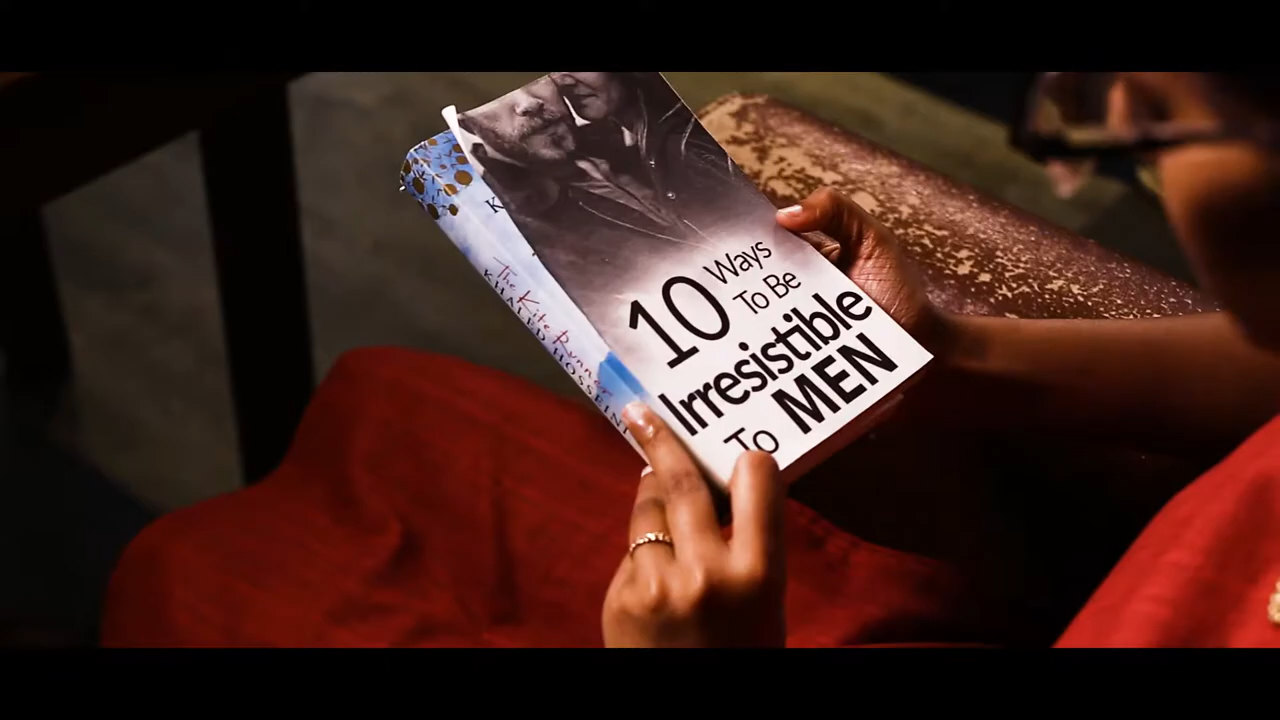 10 Ways
To Be
Irresistible
To MEN
K
The Kite Runner
KHALED HOSSEINI